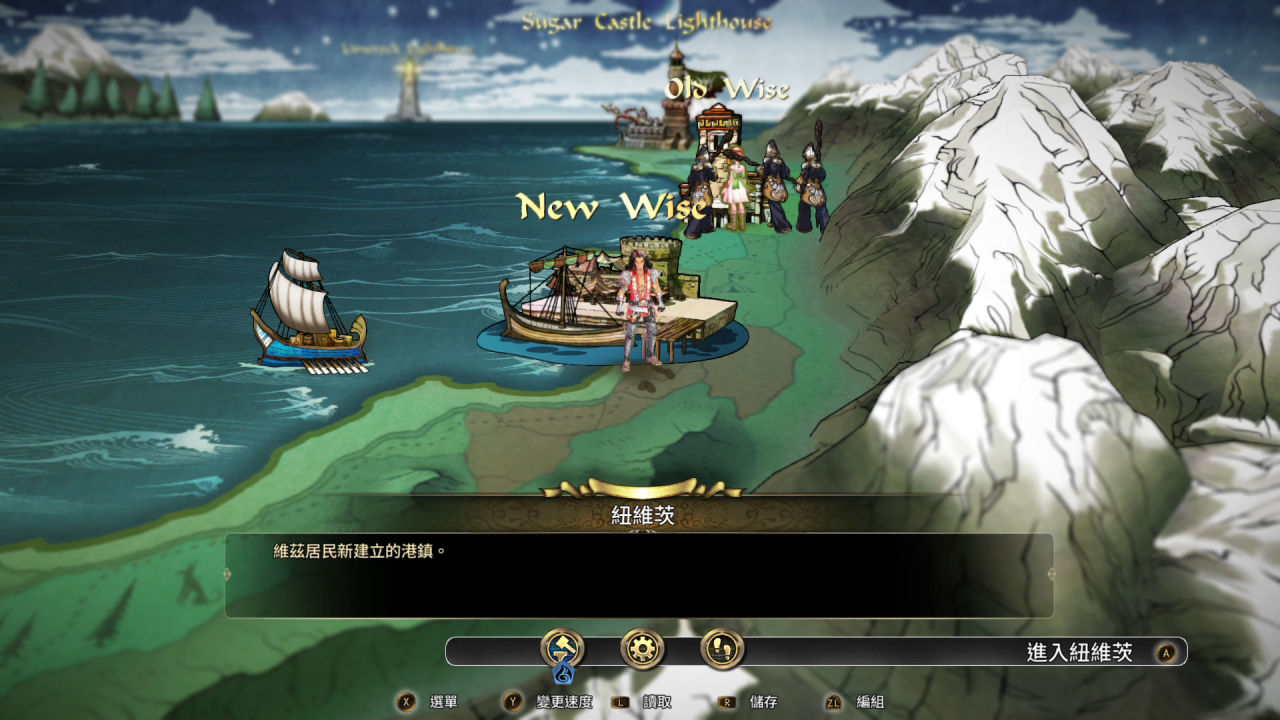 Sugar Castle Lighthouse
Old Wise
New Wise
紐維茨
維茲居民新建立的港鎮。
進入紐維茨 A
X 選單 Y 變更速度 L 讀取 R 儲存 ZL 編組